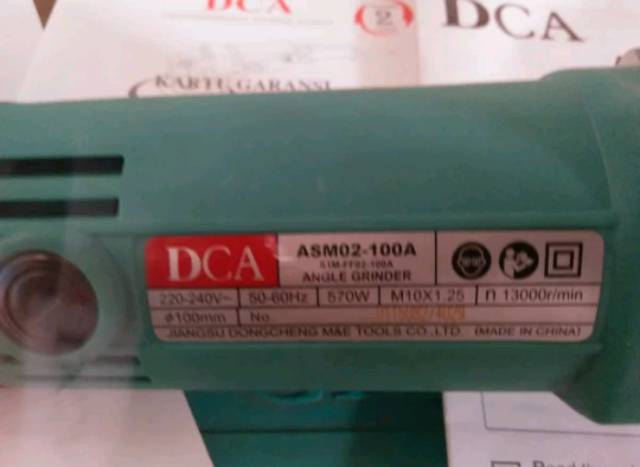 DCA
2
DCA
KARTU GARANSI
DCA
ASM02-100A
S1M-FF02-100A
ANGLE GRINDER
220-240V~ 50-60Hz 570W M10X1.25 n 13000r/min
ø100mm No.
JIANGSU DONGCHENG M&E TOOLS CO.,LTD. (MADE IN CHINA)